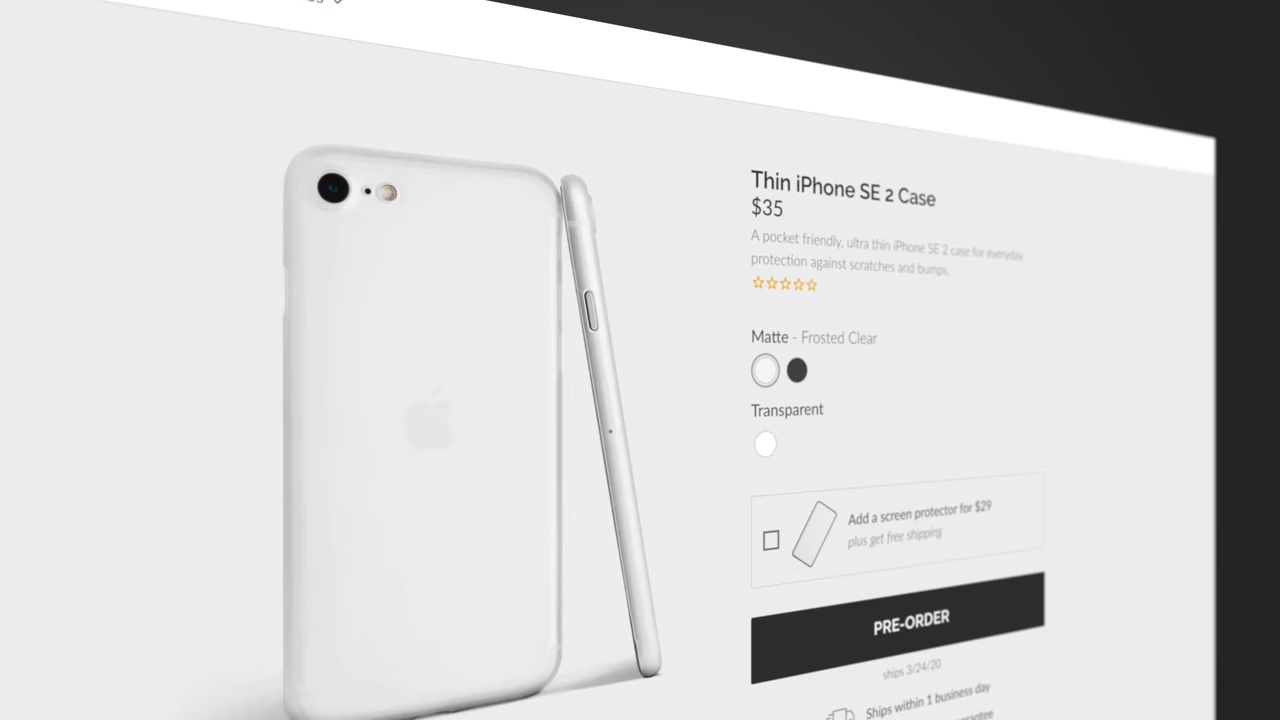 Thin iPhone SE 2 Case
$35
A pocket friendly, ultra thin iPhone SE 2 case for everyday
protection against scratches and bumps.
Matte - Frosted Clear
Transparent
Add a screen protector for $29
plus get free shipping
PRE-ORDER
ships 3/24/20
Ships within 1 business day